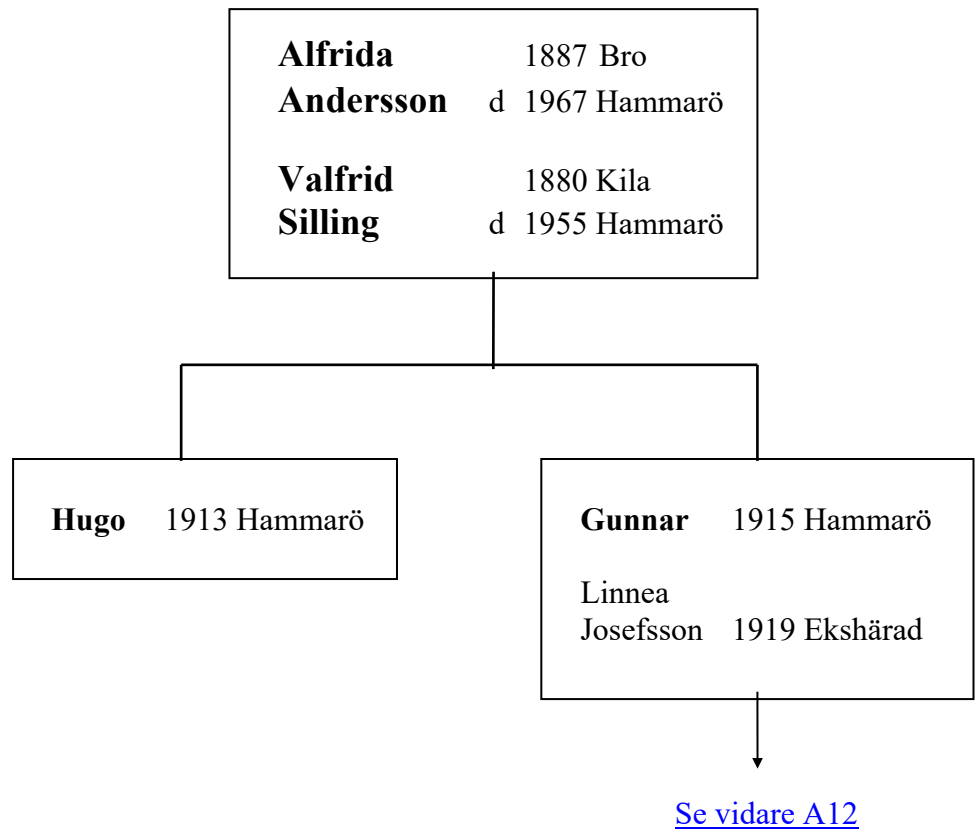 Alfrida 1887 Bro
Andersson d 1967 Hammarö
Valfrid 1880 Kila
Silling d 1955 Hammarö
Hugo 1913 Hammarö
Gunnar 1915 Hammarö
Linnea
Josefsson 1919 Ekshärad
Se vidare A12